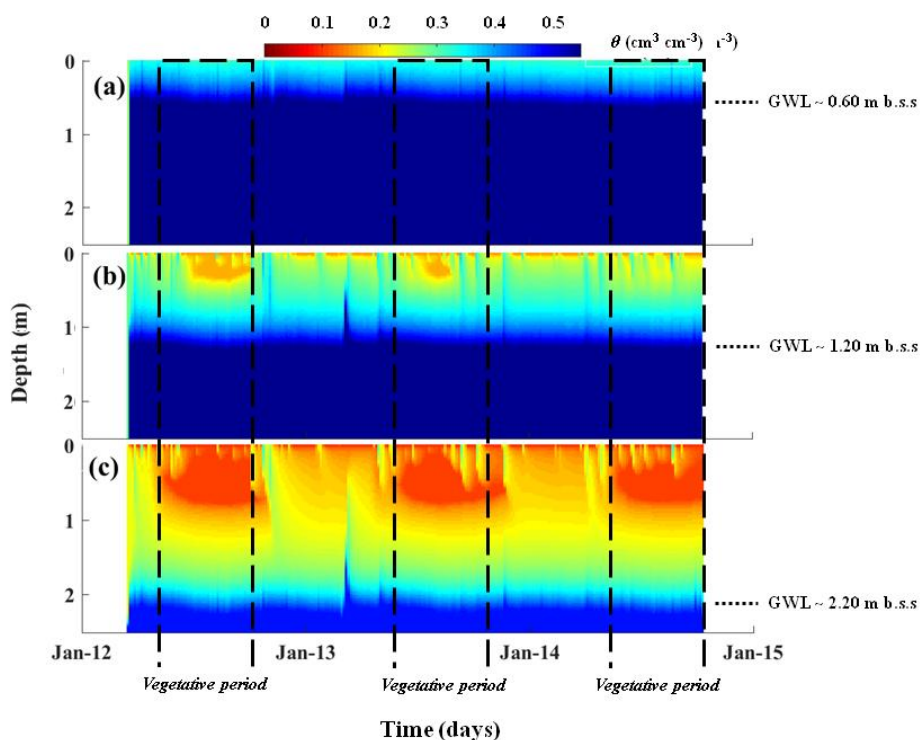 0 0.1 0.2 0.3 0.4 0.5
θ (cm³ cm⁻³) ı⁻³)
0
(a)
GWL ~ 0.60 m b.s.s
1
2
0
(b)
1
GWL ~ 1.20 m b.s.s
2
Depth (m)
0
(c)
1
2
GWL ~ 2.20 m b.s.s
Jan-12 Jan-13 Jan-14 Jan-15
Vegetative period Vegetative period Vegetative period
Time (days)